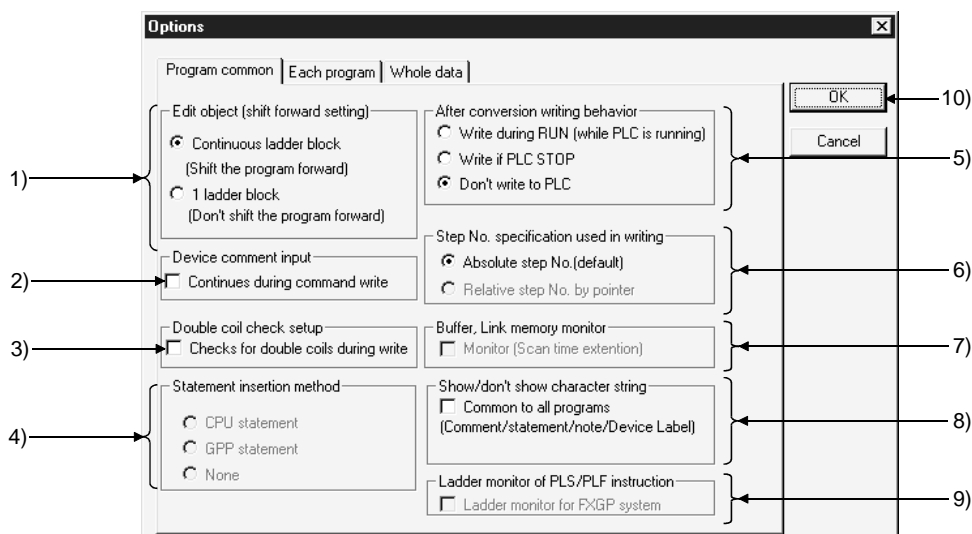 Options
Program common
Each program
Whole data
Edit object (shift forward setting)
Continuous ladder block
(Shift the program forward)
1 ladder block
(Don't shift the program forward)
1)
Device comment input
Continues during command write
2)
Double coil check setup
Checks for double coils during write
3)
Statement insertion method
CPU statement
GPP statement
None
4)
After conversion writing behavior
Write during RUN (while PLC is running)
Write if PLC STOP
Don't write to PLC
5)
Step No. specification used in writing
Absolute step No.(default)
Relative step No. by pointer
6)
Buffer, Link memory monitor
Monitor (Scan time extention)
7)
Show/don't show character string
Common to all programs
(Comment/statement/note/Device Label)
8)
Ladder monitor of PLS/PLF instruction
Ladder monitor for FXGP system
9)
OK
10)
Cancel